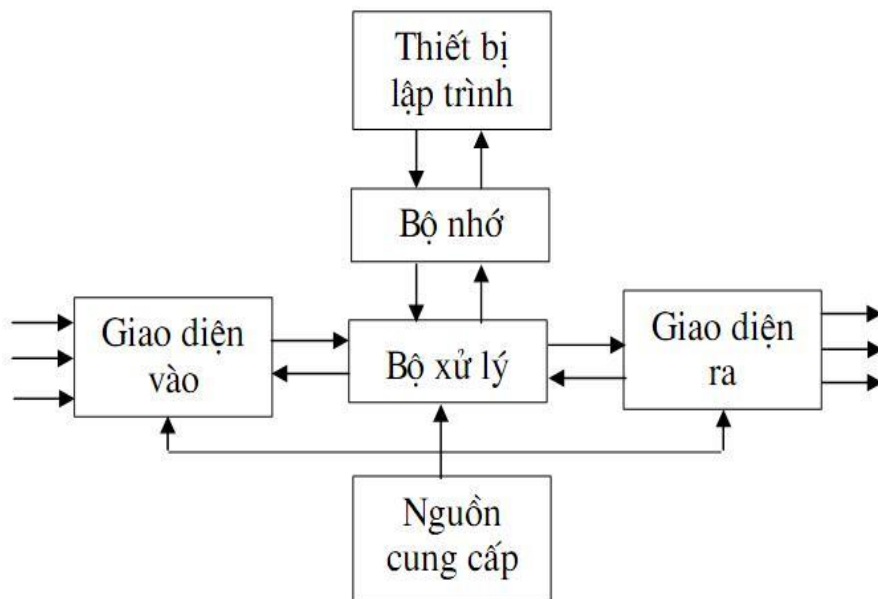 Thiết bị
lập trình
Bộ nhớ
Giao diện
vào
Bộ xử lý
Giao diện
ra
Nguồn
cung cấp